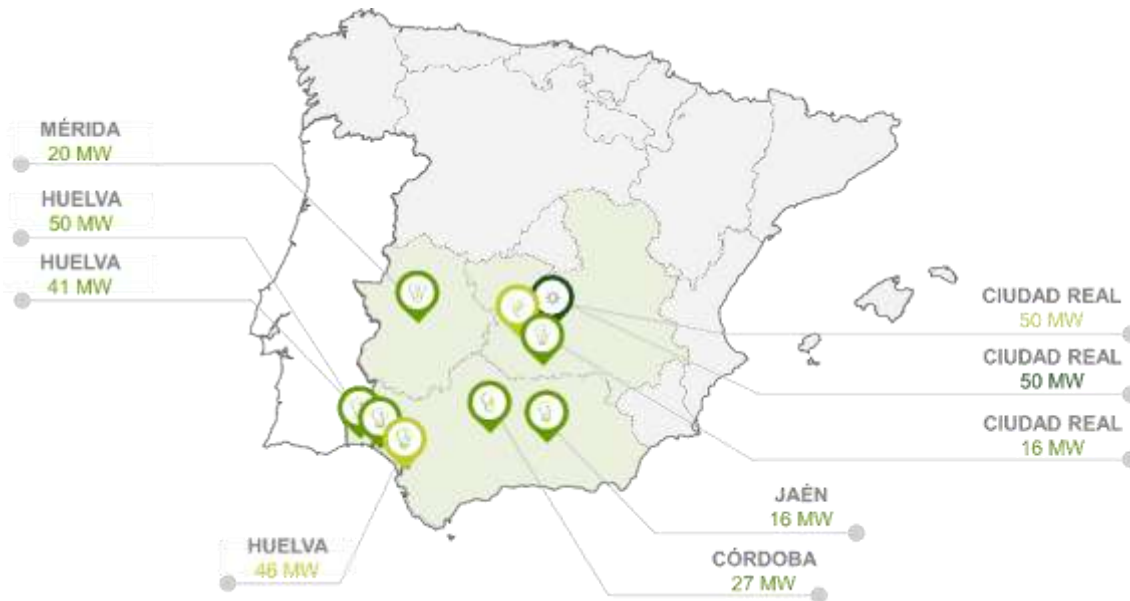 MÉRIDA
20 MW
HUELVA
50 MW
HUELVA
41 MW
CIUDAD REAL
50 MW
CIUDAD REAL
50 MW
CIUDAD REAL
16 MW
JAÉN
16 MW
HUELVA
46 MW
CÓRDOBA
27 MW